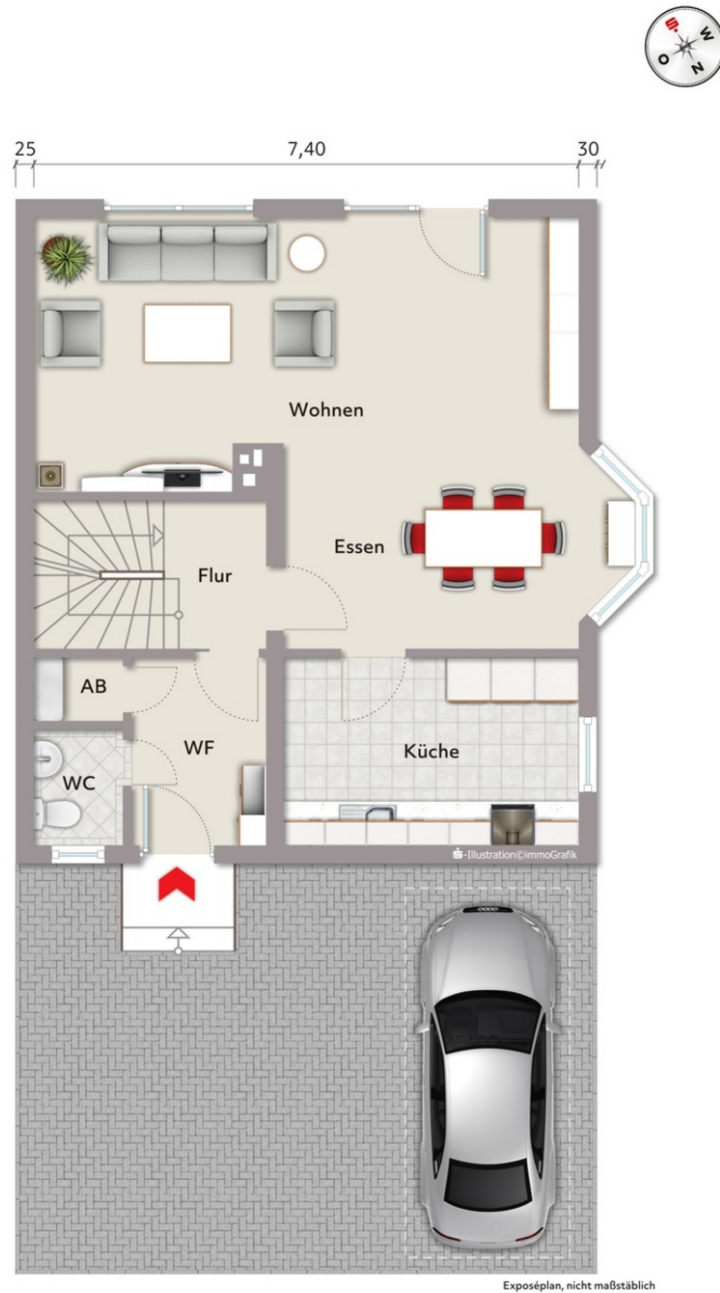 S
W
O
N
25 7,40 30
Wohnen
Essen
Flur
AB
WF
WC
Küche
S-Illustration©immoGrafik
Exposéplan, nicht maßstäblich